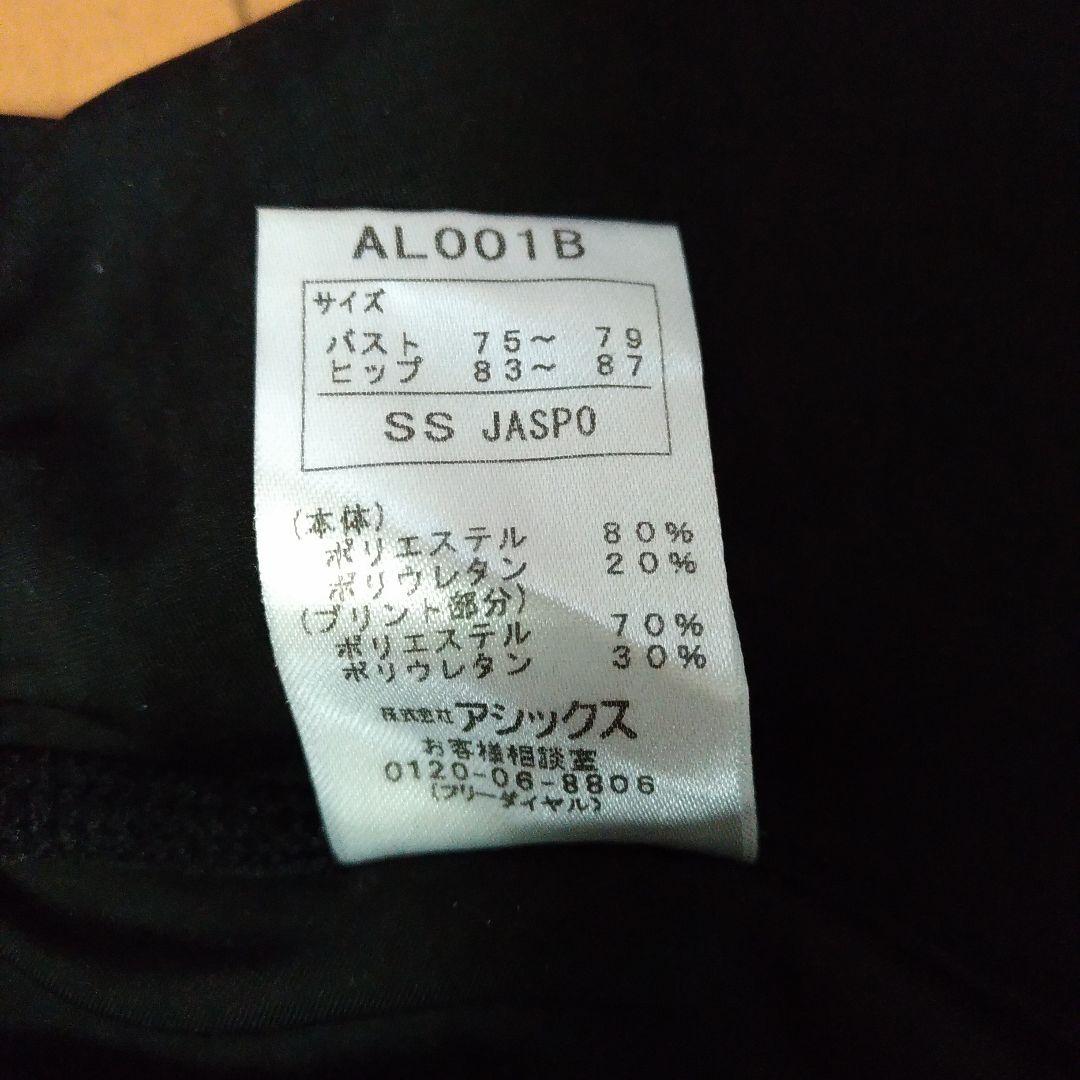 AL001B
サイズ
バスト 75～ 79
ヒップ 83～ 87
SS JASPO
(本体)
ポリエステル 80%
ポリウレタン 20%
(プリント部分)
ポリエステル 70%
ポリウレタン 30%
株式会社アシックス
お客様相談室
0120-06-8806
(フリーダイヤル)